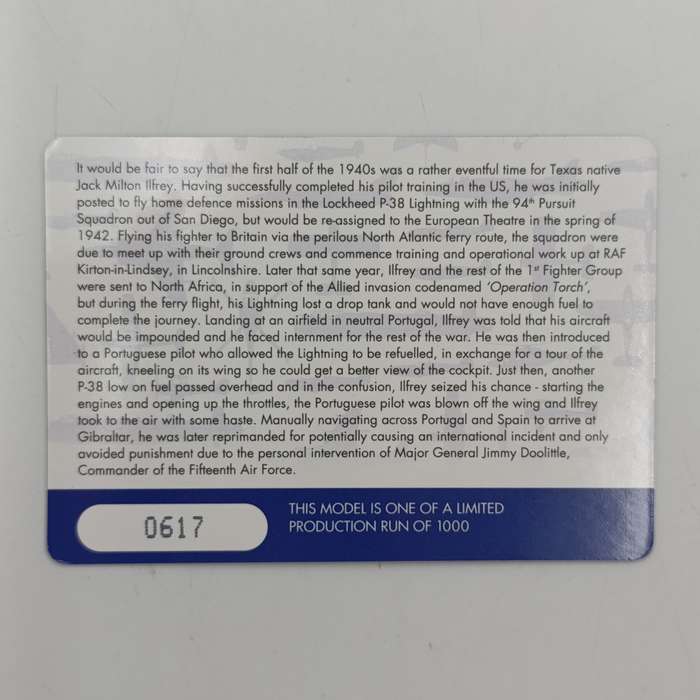 It would be fair to say that the first half of the 1940s was a rather eventful time for Texas native
Jack Milton Ilfrey. Having successfully completed his pilot training in the US, he was initially
posted to fly home defence missions in the Lockheed P-38 Lightning with the 94th Pursuit
Squadron out of San Diego, but would be re-assigned to the European Theatre in the spring of
1942. Flying his fighter to Britain via the perilous North Atlantic ferry route, the squadron were
due to meet up with their ground crews and commence training and operational work up at RAF
Kirton-in-Lindsey, in Lincolnshire. Later that same year, Ilfrey and the rest of the 1st Fighter Group
were sent to North Africa, in support of the Allied invasion codenamed 'Operation Torch',
but during the ferry flight, his Lightning lost a drop tank and would not have enough fuel to
complete the journey. Landing at an airfield in neutral Portugal, Ilfrey was told that his aircraft
would be impounded and he faced internment for the rest of the war. He was then introduced
to a Portuguese pilot who allowed the Lightning to be refuelled, in exchange for a tour of the
aircraft, kneeling on its wing so he could get a better view of the cockpit. Just then, another
P-38 low on fuel passed overhead and in the confusion, Ilfrey seized his chance - starting the
engines and opening up the throttles, the Portuguese pilot was blown off the wing and Ilfrey
took to the air with some haste. Manually navigating across Portugal and Spain to arrive at
Gibraltar, he was later reprimanded for potentially causing an international incident and only
avoided punishment due to the personal intervention of Major General Jimmy Doolittle,
Commander of the Fifteenth Air Force.
0617
THIS MODEL IS ONE OF A LIMITED
PRODUCTION RUN OF 1000